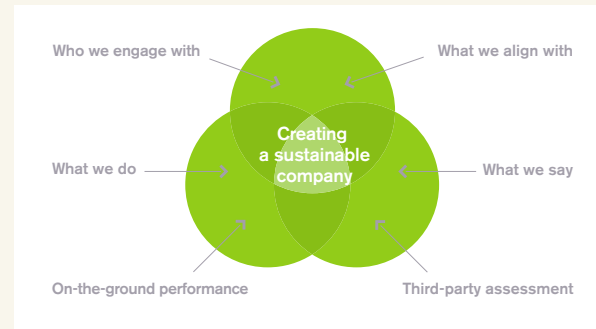 Who we engage with
What we align with
Creating
a sustainable
company
What we do
What we say
On-the-ground performance
Third-party assessment